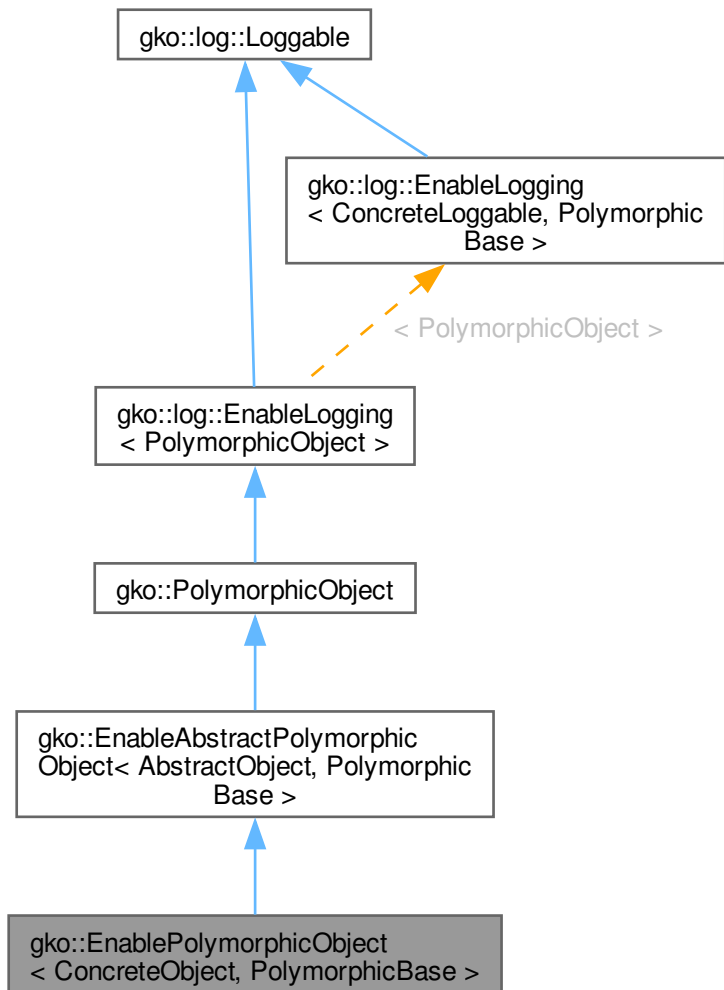 gko::log::Loggable
gko::log::EnableLogging
< ConcreteLoggable, Polymorphic
Base >
< PolymorphicObject >
gko::log::EnableLogging
< PolymorphicObject >
gko::PolymorphicObject
gko::EnableAbstractPolymorphic
Object< AbstractObject, Polymorphic
Base >
gko::EnablePolymorphicObject
< ConcreteObject, PolymorphicBase >